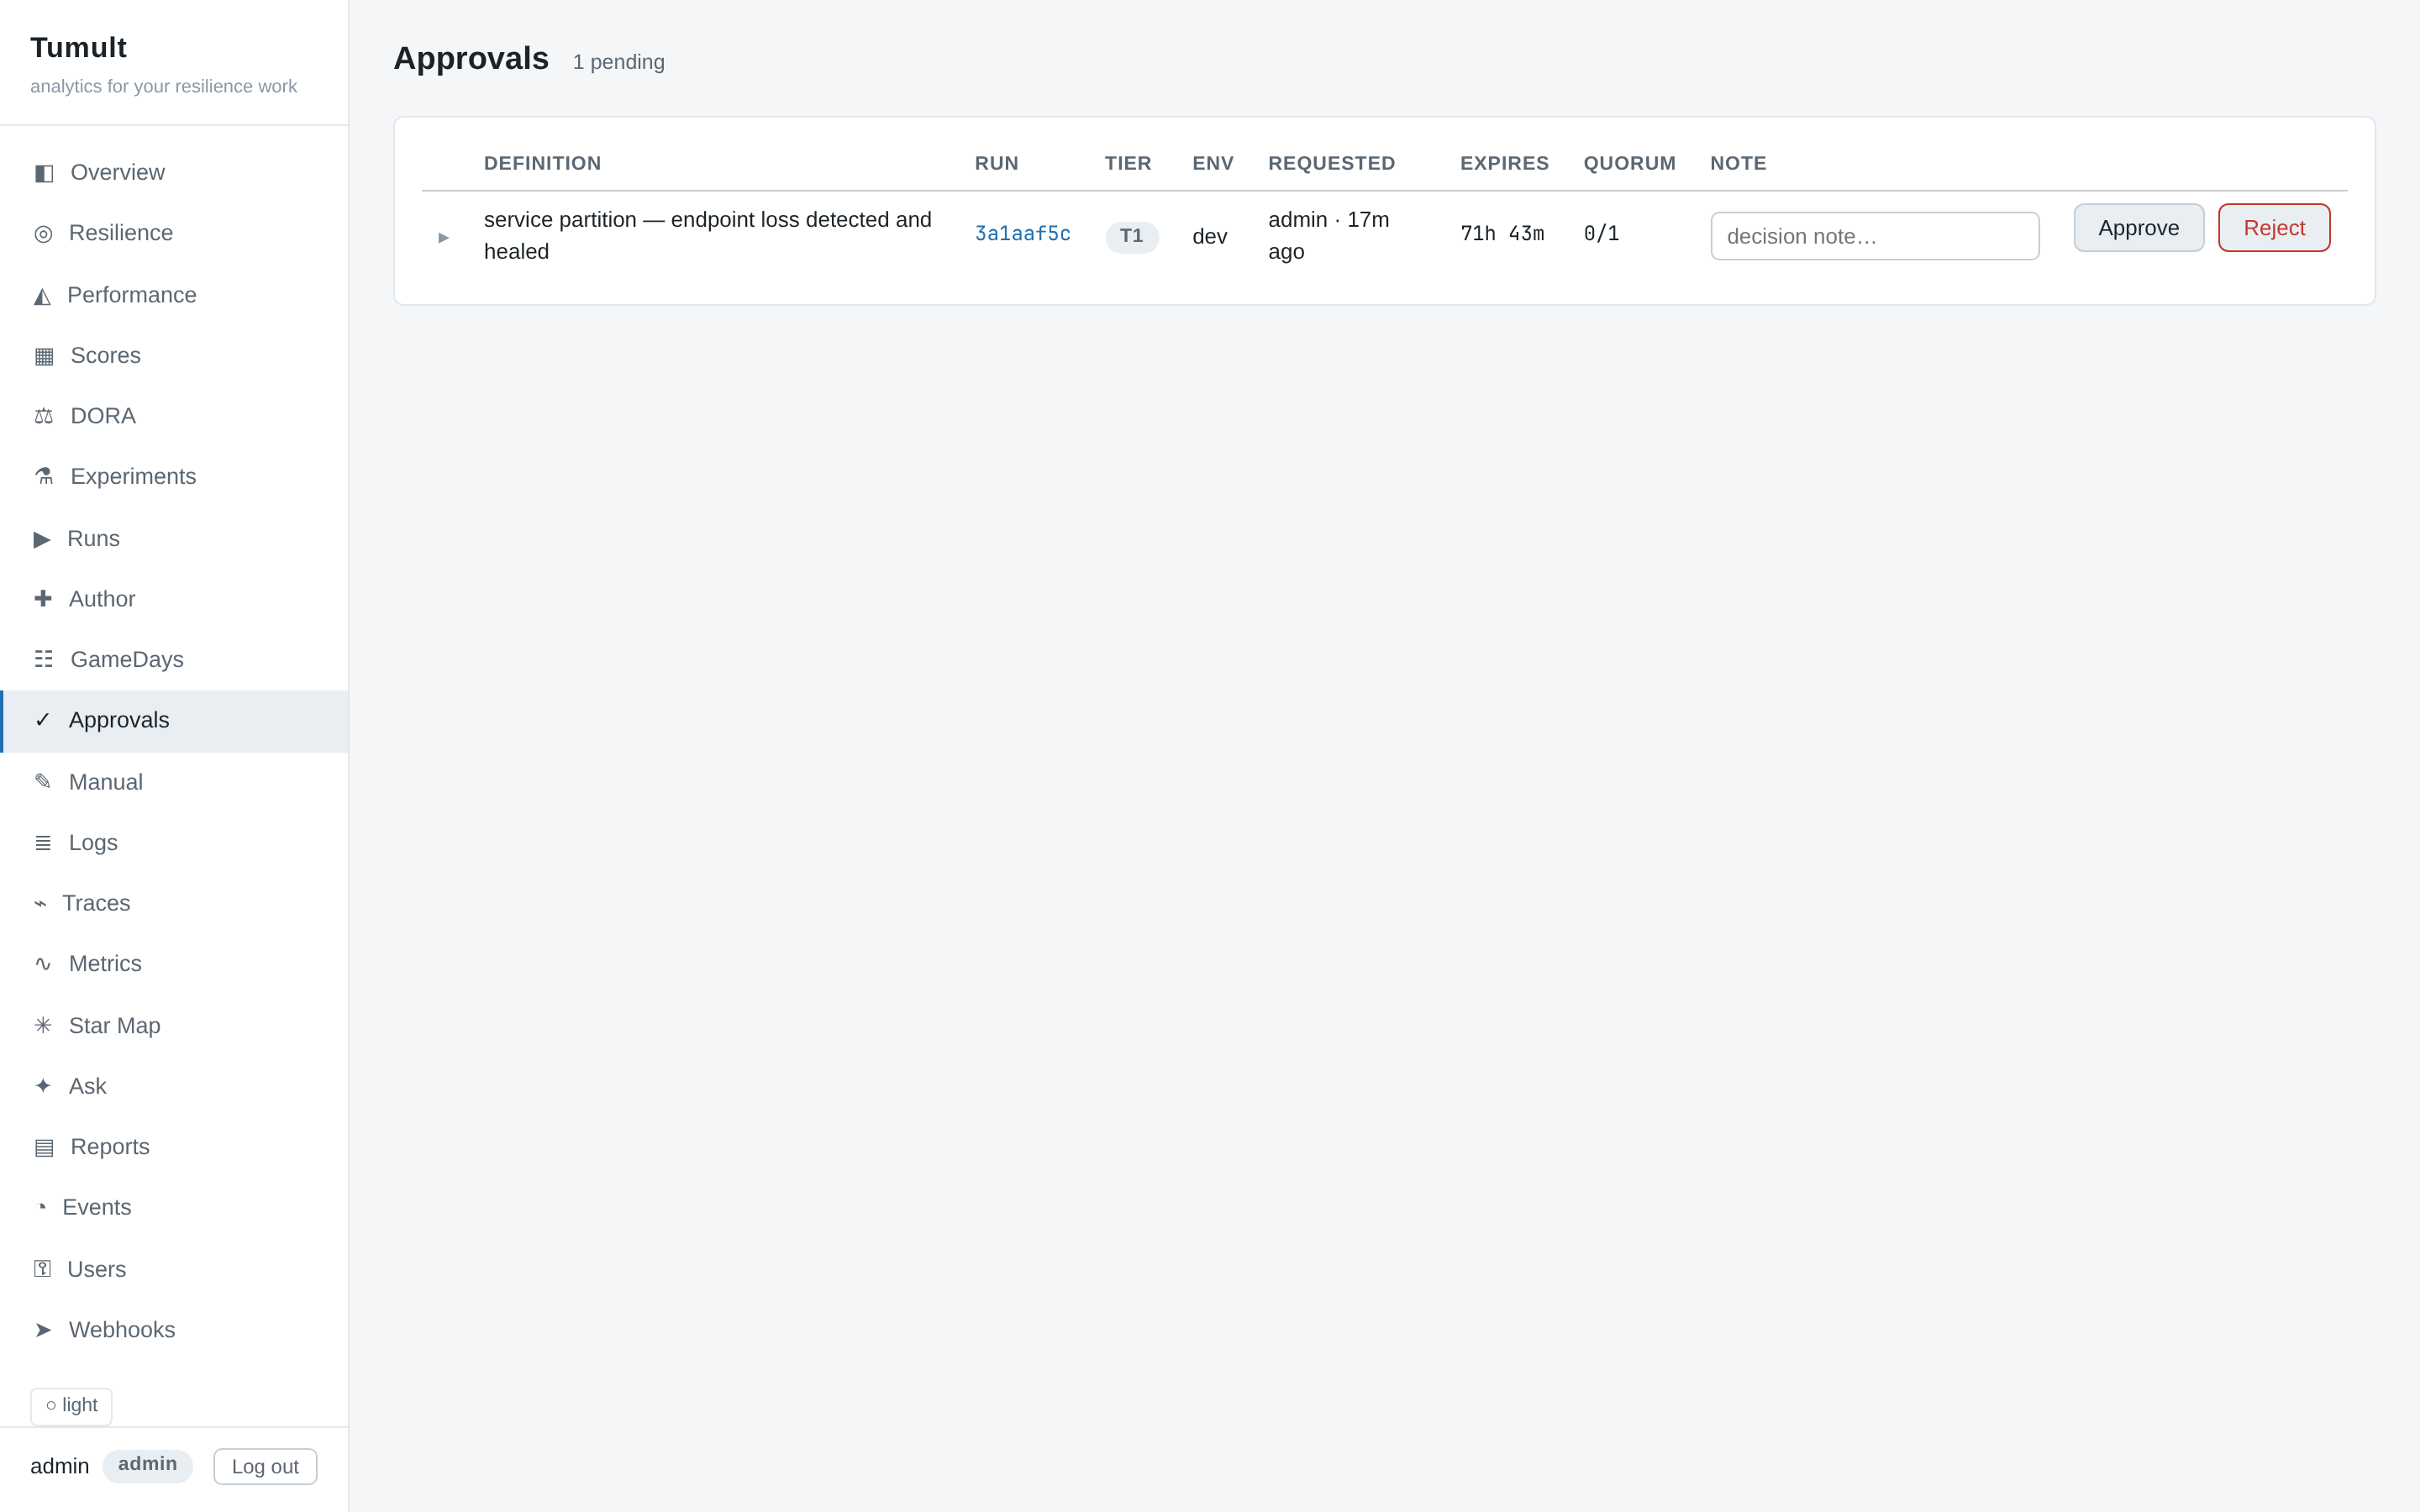 Tumult
analytics for your resilience work
◧ Overview
◎ Resilience
◭ Performance
▦ Scores
⚖ DORA
⚗ Experiments
▶ Runs
✚ Author
☷ GameDays
✓ Approvals
✎ Manual
≣ Logs
⌁ Traces
∿ Metrics
✳ Star Map
✦ Ask
▤ Reports
Events
⚿ Users
➤ Webhooks
○ light
admin admin Log out
Approvals 1 pending
DEFINITION RUN TIER ENV REQUESTED EXPIRES QUORUM NOTE
▸ service partition — endpoint loss detected and
healed
3a1aaf5c T1 dev
admin · 17m
ago
71h 43m 0/1 decision note… Approve Reject